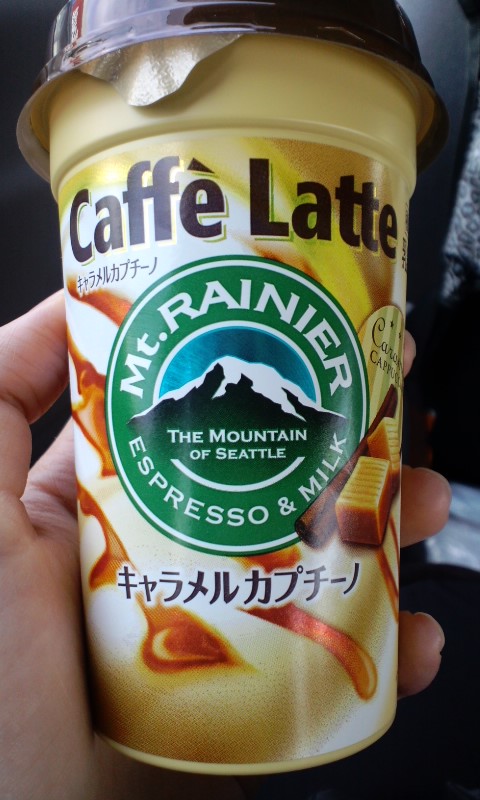 Caffè Latte
キャラメルカプチーノ
Mt. RAINIER
THE MOUNTAIN
OF SEATTLE
ESPRESSO & MILK
キャラメルカプチーノ